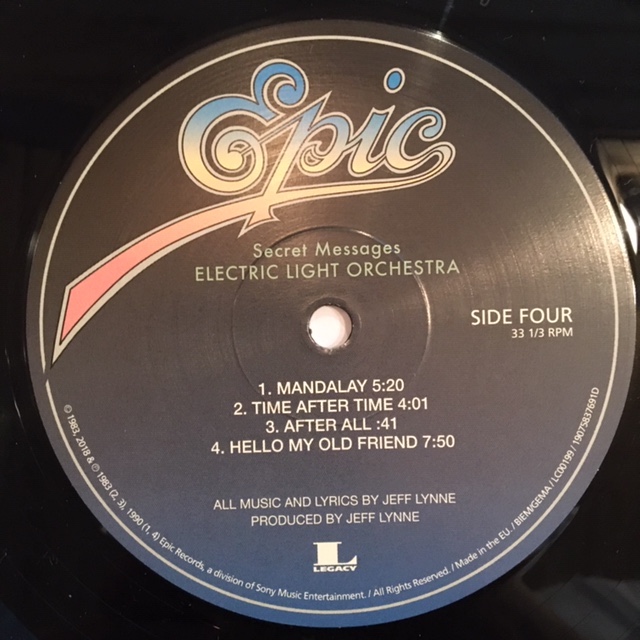 Epic
Secret Messages
ELECTRIC LIGHT ORCHESTRA
SIDE FOUR
33 1/3 RPM
1. MANDALAY 5:20
2. TIME AFTER TIME 4:01
3. AFTER ALL :41
4. HELLO MY OLD FRIEND 7:50
ALL MUSIC AND LYRICS BY JEFF LYNNE
PRODUCED BY JEFF LYNNE
L
LEGACY
© 1983, 2018 & ℗ 1983 (2, 3), 1990 (1, 4) Epic Records, a division of Sony Music Entertainment. / All Rights Reserved. / Made in the EU. / BIEM/GEMA / LC00199 / 19075837691D